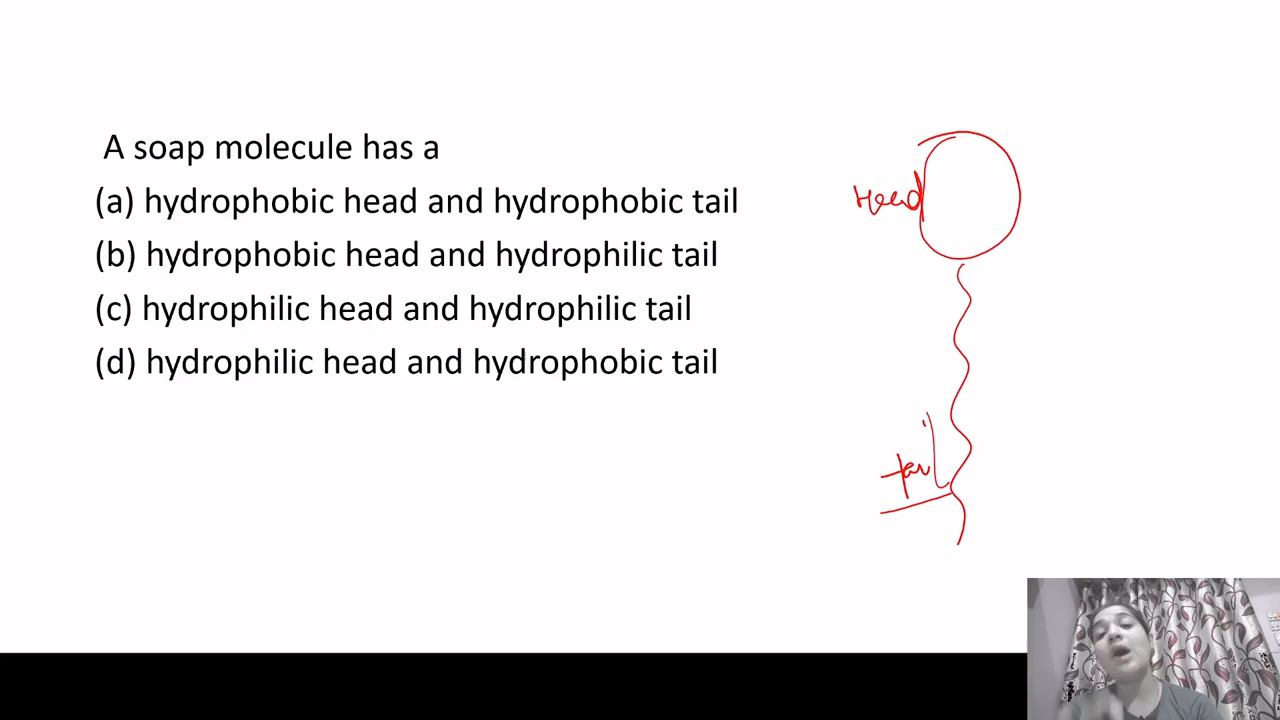 A soap molecule has a
(a) hydrophobic head and hydrophobic tail
(b) hydrophobic head and hydrophilic tail
(c) hydrophilic head and hydrophilic tail
(d) hydrophilic head and hydrophobic tail
Head
tail